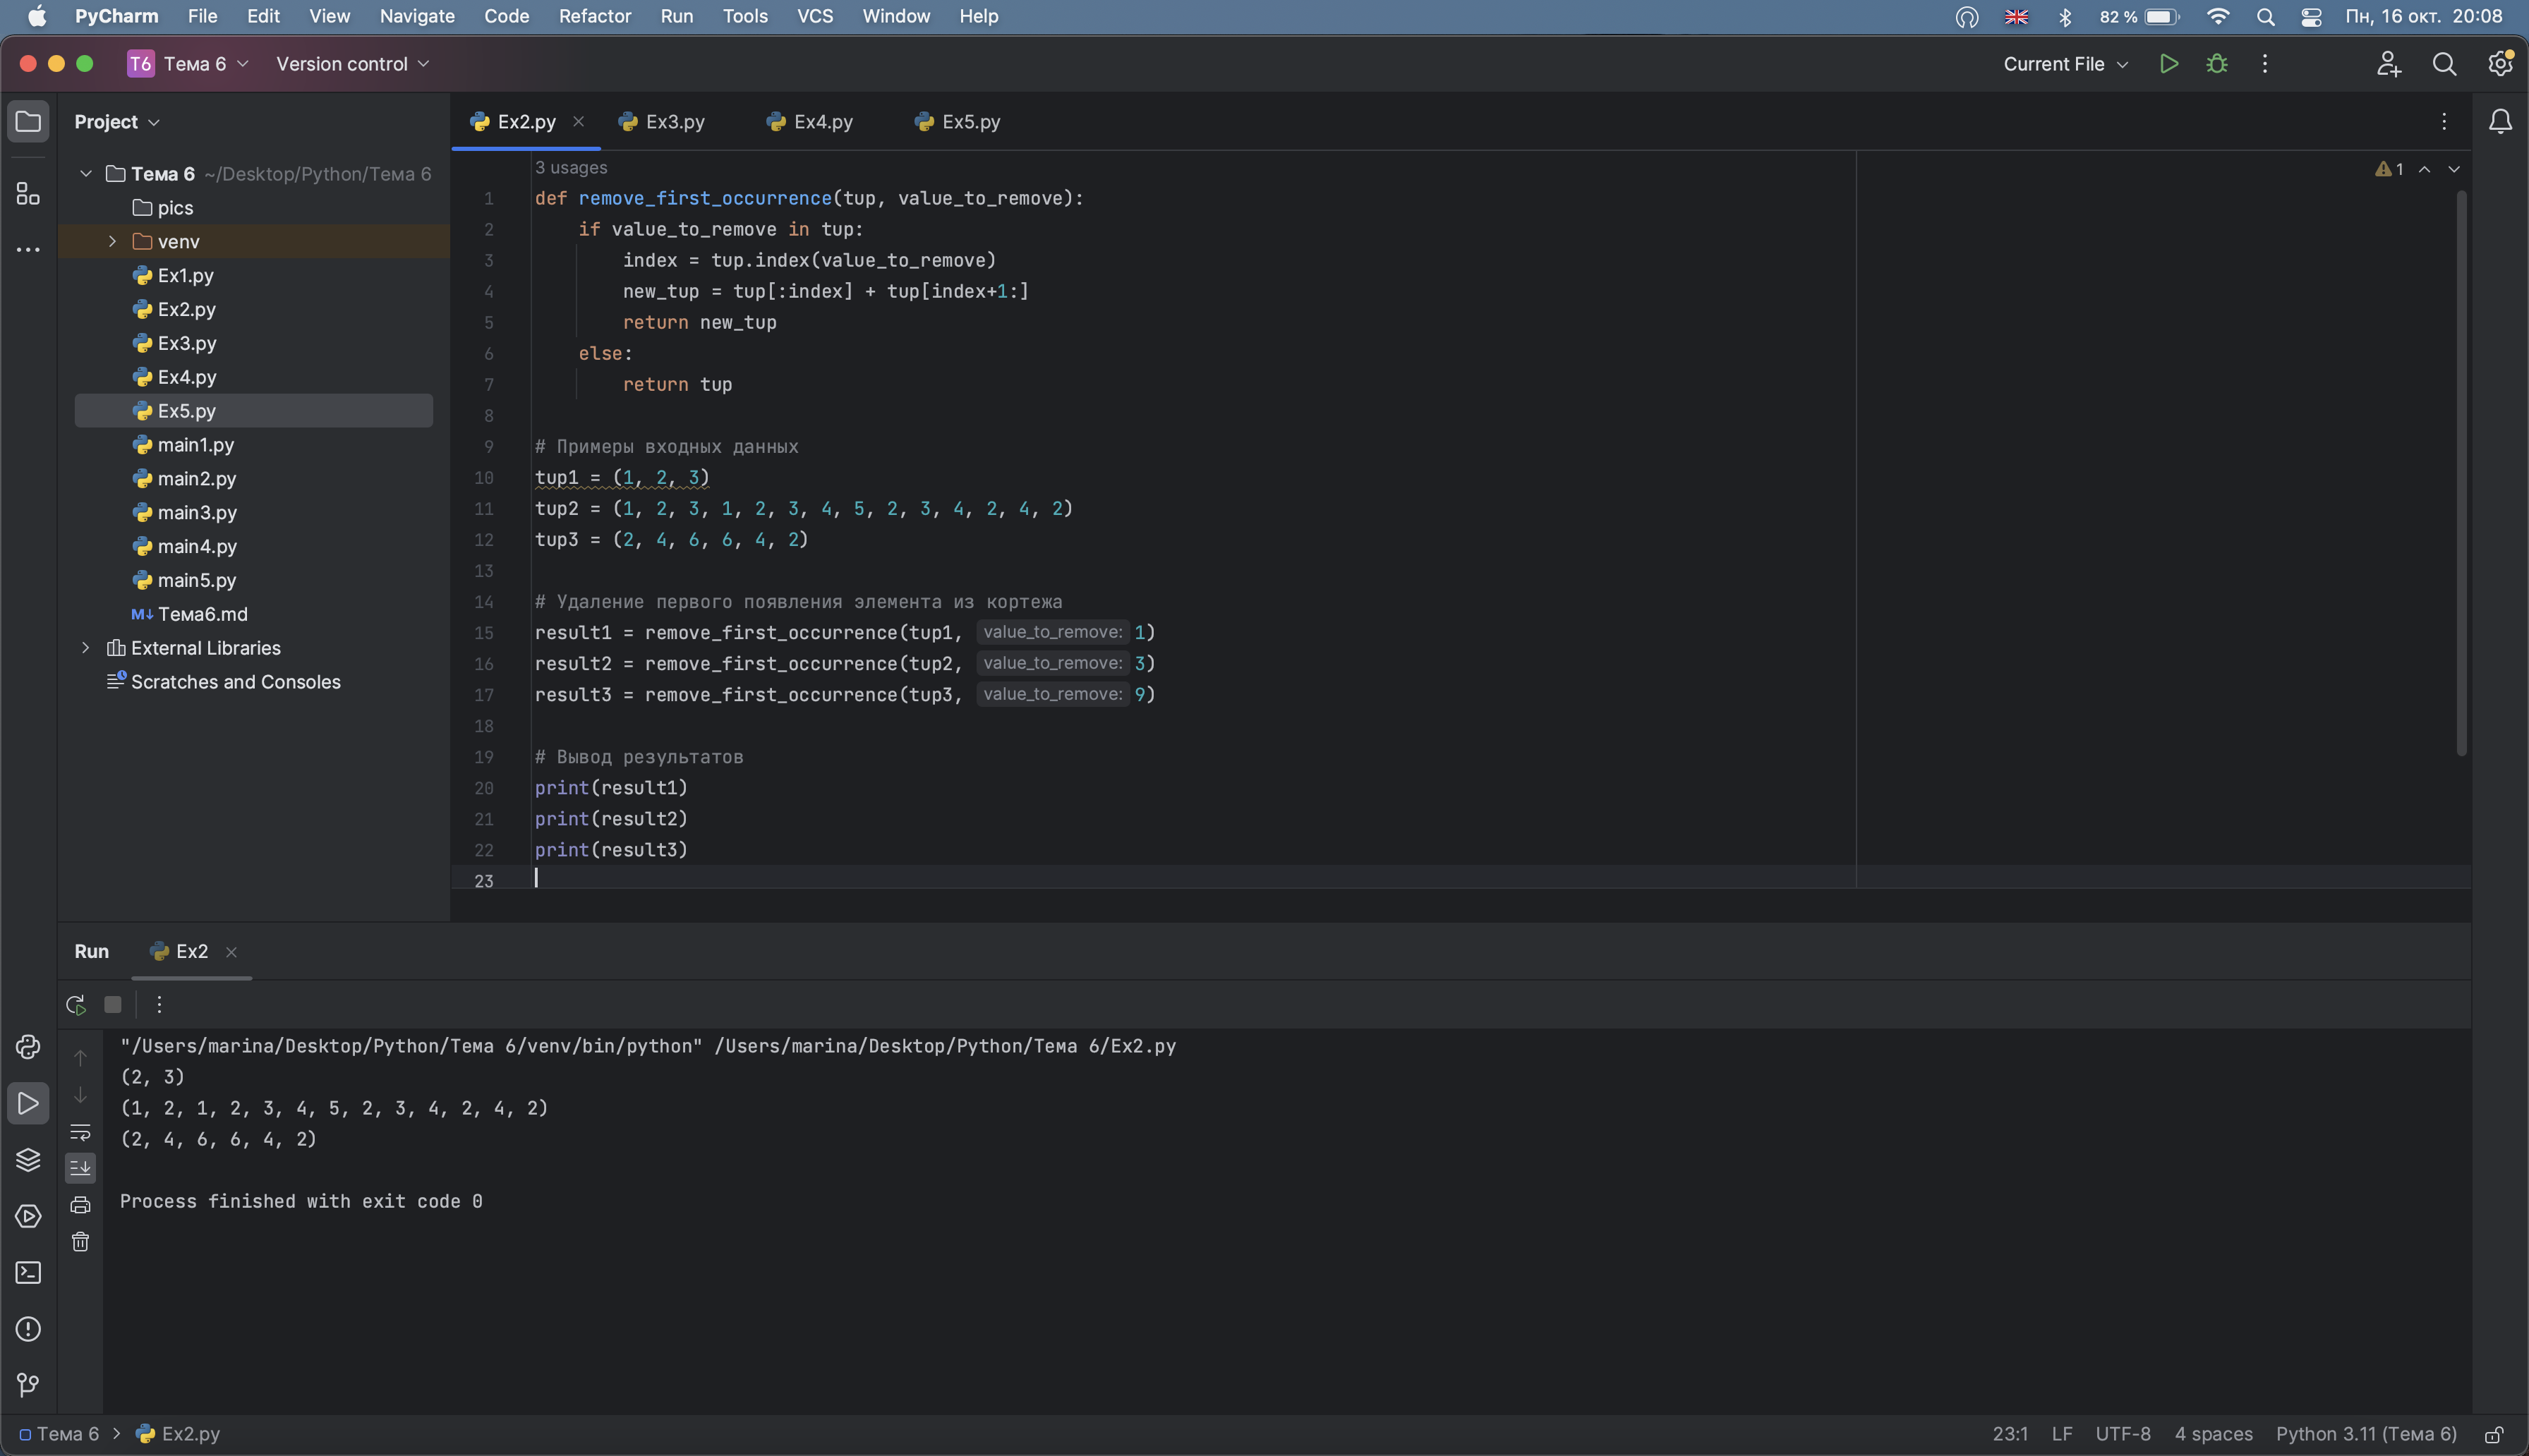 PyCharm File Edit View Navigate Code Refactor Run Tools VCS Window Help 82 % Пн, 16 окт. 20:08
T6 Тема 6 Version control Current File
Project
Ex2.py Ex3.py Ex4.py Ex5.py
Тема 6 ~/Desktop/Python/Тема 6
pics
venv
Ex1.py
Ex2.py
Ex3.py
Ex4.py
Ex5.py
main1.py
main2.py
main3.py
main4.py
main5.py
M↓ Тема6.md
External Libraries
Scratches and Consoles
3 usages
1
1 def remove_first_occurrence(tup, value_to_remove):
2 if value_to_remove in tup:
3 index = tup.index(value_to_remove)
4 new_tup = tup[:index] + tup[index+1:]
5 return new_tup
6 else:
7 return tup
8
9 # Примеры входных данных
10 tup1 = (1, 2, 3)
11 tup2 = (1, 2, 3, 1, 2, 3, 4, 5, 2, 3, 4, 2, 4, 2)
12 tup3 = (2, 4, 6, 6, 4, 2)
13
14 # Удаление первого появления элемента из кортежа
15 result1 = remove_first_occurrence(tup1, value_to_remove: 1)
16 result2 = remove_first_occurrence(tup2, value_to_remove: 3)
17 result3 = remove_first_occurrence(tup3, value_to_remove: 9)
18
19 # Вывод результатов
20 print(result1)
21 print(result2)
22 print(result3)
23
Run Ex2
"/Users/marina/Desktop/Python/Тема 6/venv/bin/python" /Users/marina/Desktop/Python/Тема 6/Ex2.py
(2, 3)
(1, 2, 1, 2, 3, 4, 5, 2, 3, 4, 2, 4, 2)
(2, 4, 6, 6, 4, 2)
Process finished with exit code 0
Тема 6 > Ex2.py 23:1 LF UTF-8 4 spaces Python 3.11 (Тема 6)